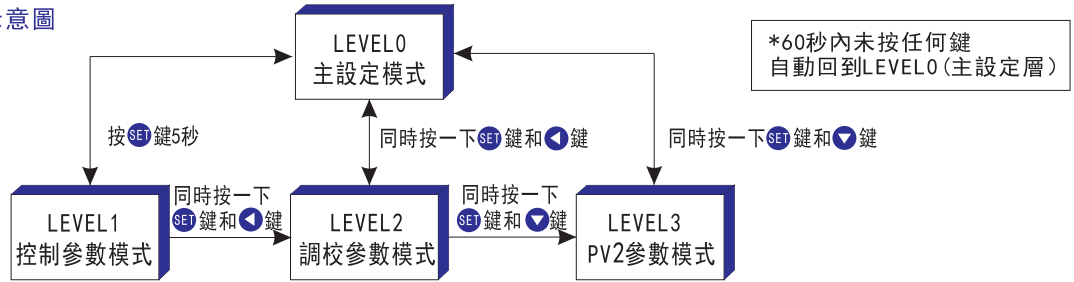 意圖
LEVEL0
主設定模式
*60秒內未按任何鍵
自動回到LEVEL0(主設定層)
按SET鍵5秒
同時按一下SET鍵和◀鍵
同時按一下SET鍵和▼鍵
LEVEL1
控制參數模式
同時按一下
SET鍵和◀鍵
LEVEL2
調校參數模式
同時按一下
SET鍵和▼鍵
LEVEL3
PV2參數模式